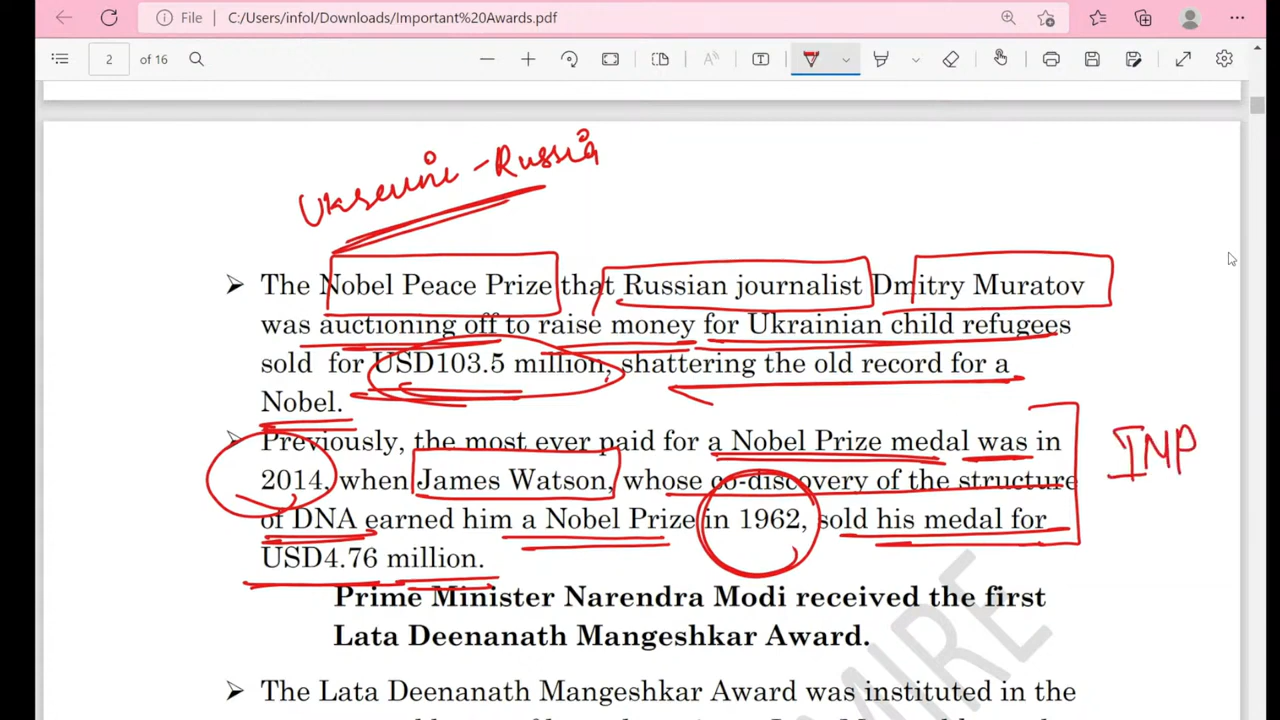 File C:/Users/infol/Downloads/Important%20Awards.pdf
2 of 16
Ukraine - Russia
➢ The Nobel Peace Prize that Russian journalist Dmitry Muratov
was auctioning off to raise money for Ukrainian child refugees
sold for USD103.5 million, shattering the old record for a
Nobel.
➢ Previously, the most ever paid for a Nobel Prize medal was in
2014, when James Watson, whose co-discovery of the structure
of DNA earned him a Nobel Prize in 1962, sold his medal for
USD4.76 million.
IMP
Prime Minister Narendra Modi received the first
Lata Deenanath Mangeshkar Award.
➢ The Lata Deenanath Mangeshkar Award was instituted in the